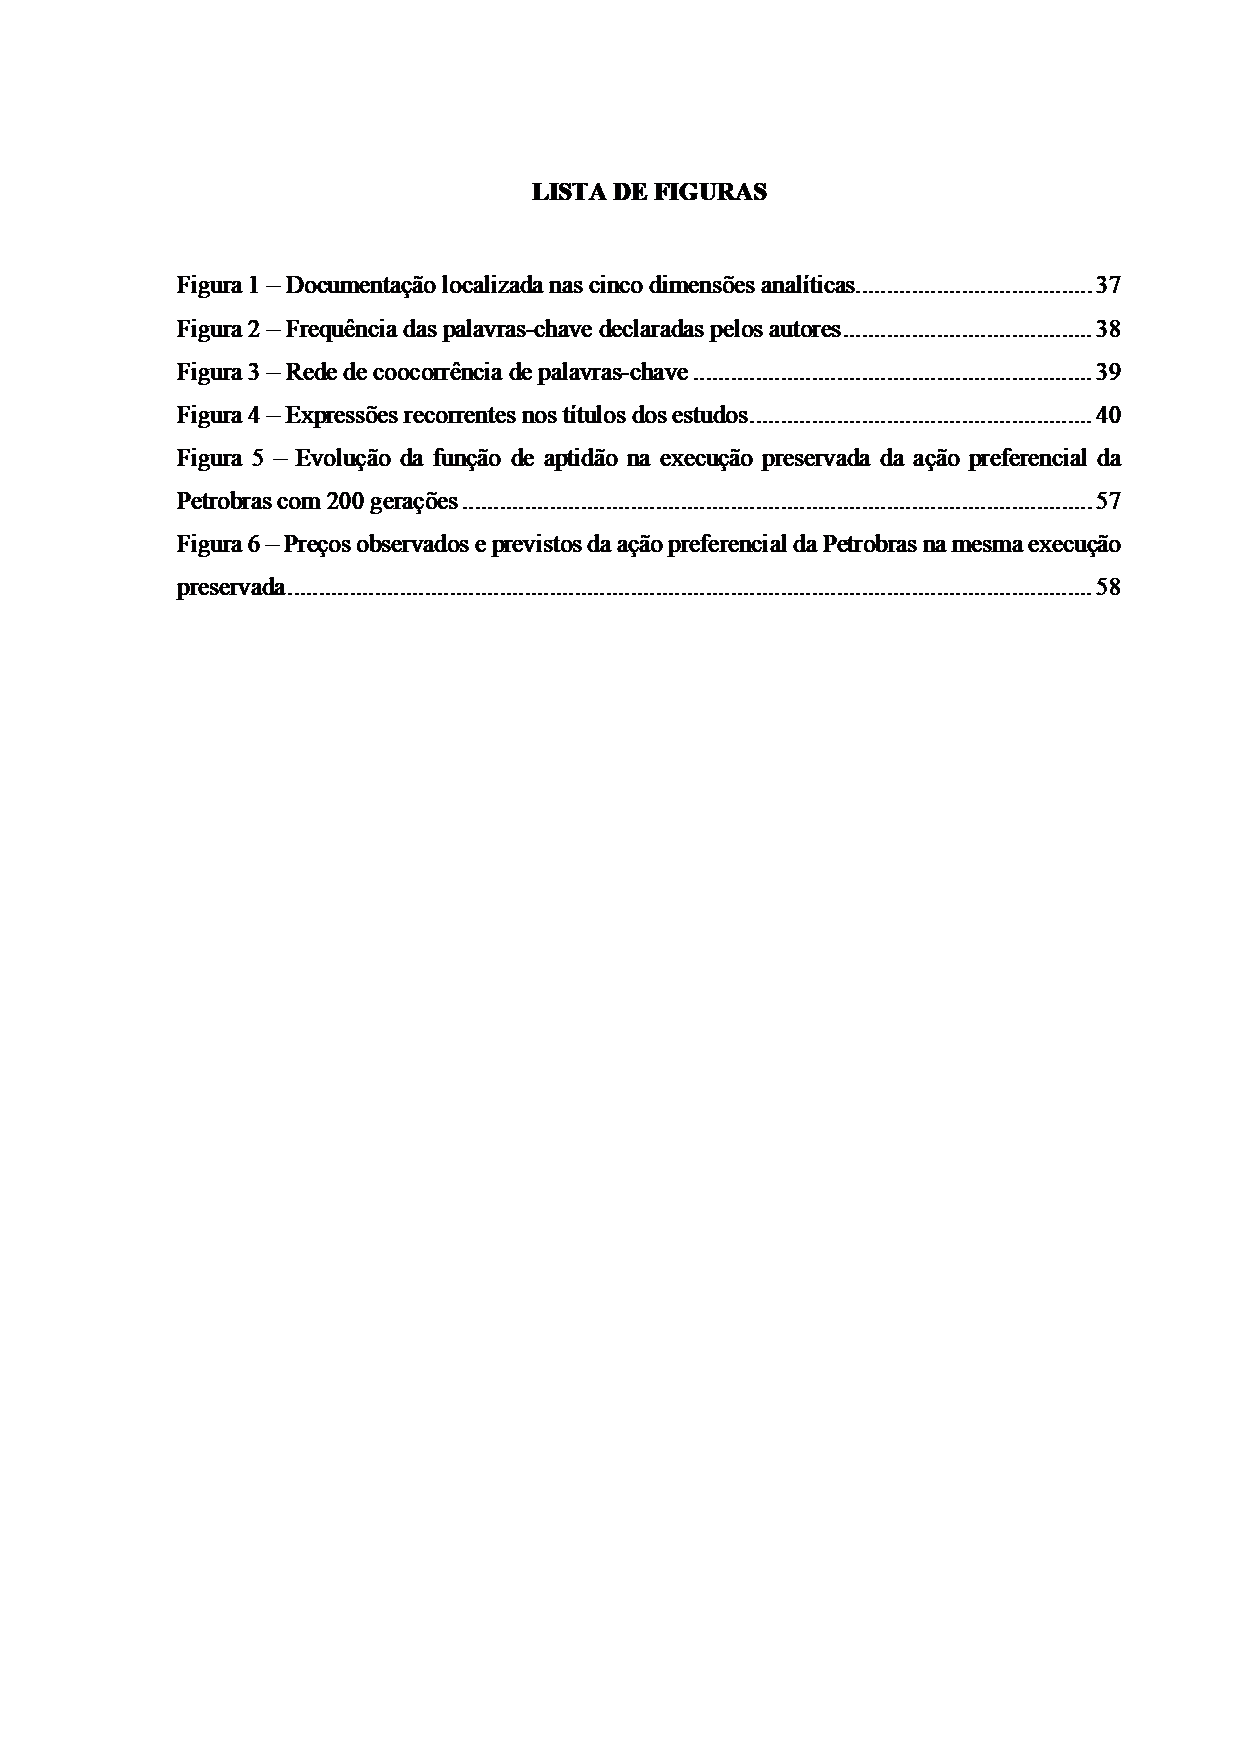 LISTA DE FIGURAS
Figura 1 – Documentação localizada nas cinco dimensões analíticas...................................... 37
Figura 2 – Frequência das palavras-chave declaradas pelos autores........................................ 38
Figura 3 – Rede de coocorrência de palavras-chave ................................................................ 39
Figura 4 – Expressões recorrentes nos títulos dos estudos....................................................... 40
Figura 5 – Evolução da função de aptidão na execução preservada da ação preferencial da
Petrobras com 200 gerações ..................................................................................................... 57
Figura 6 – Preços observados e previstos da ação preferencial da Petrobras na mesma execução
preservada................................................................................................................................. 58